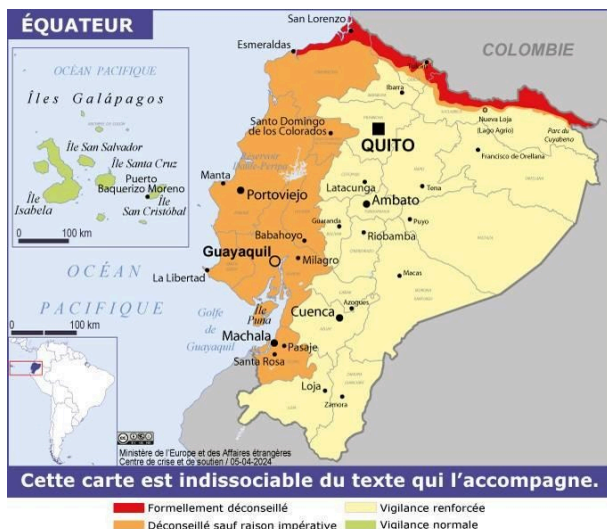 ÉQUATEUR
San Lorenzo
Esmeraldas
COLOMBIE
OCÉAN PACIFIQUE
Îles Galápagos
Île San Salvador
Île Santa Cruz
Puerto
Baquerizo Moreno
Île
Isabela
Île
San Cristóbal
100 km
Ibarra
Santo Domingo
de los Colorados
QUITO
Nueva Loja
(Lago Agrio)
Parc du
Cuyabeno
Francisco de Orellana
Manta
Portoviejo
Latacunga
Tena
Ambato
Guaranda
Puyo
Babahoyo
Riobamba
Guayaquil
Milagro
La Libertad
Macas
OCÉAN
PACIFIQUE
0
100 km
Île
Puna
Golfe
de
Guayaquil
Azogues
Cuenca
Machala
Pasaje
Santa Rosa
Loja
Zamora
Ministère de l'Europe et des Affaires étrangères
Centre de crise et de soutien / 05-04-2024
Cette carte est indissociable du texte qui l'accompagne.
Formellement déconseillé
Vigilance renforcée
Déconseillé sauf raison impérative
Vigilance normale